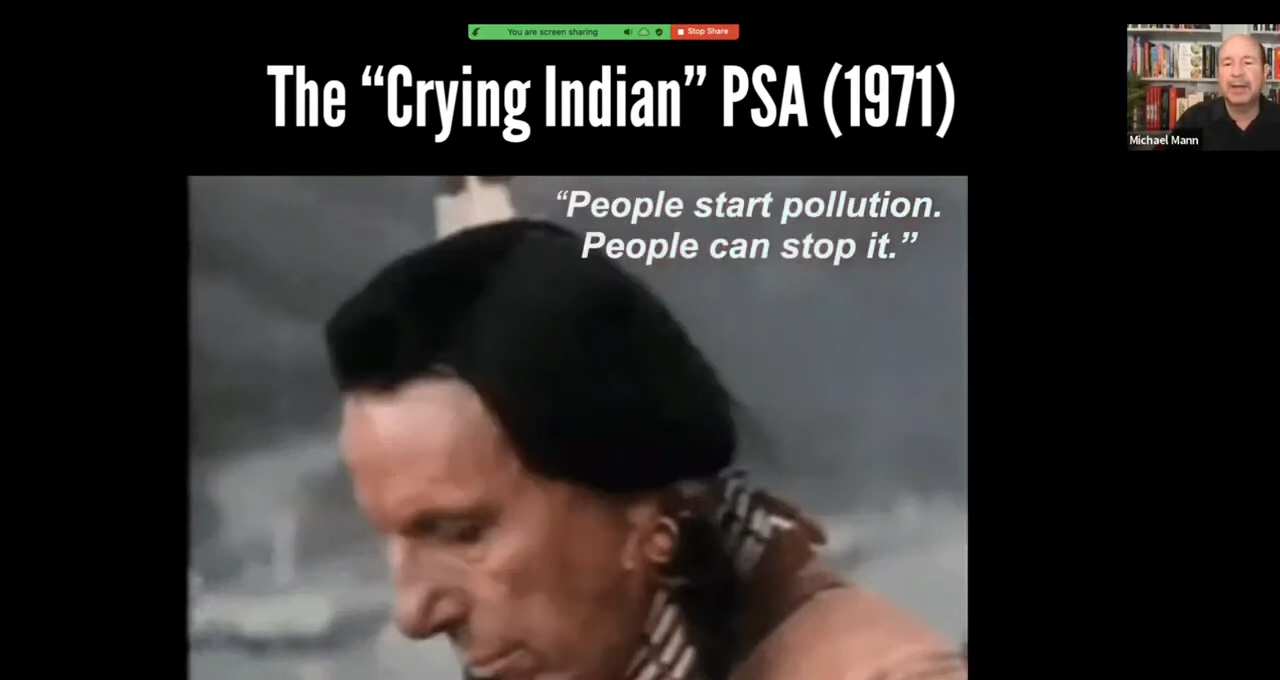 You are screen sharing
Stop Share
The “Crying Indian” PSA (1971)
Michael Mann
“People start pollution.
People can stop it.”